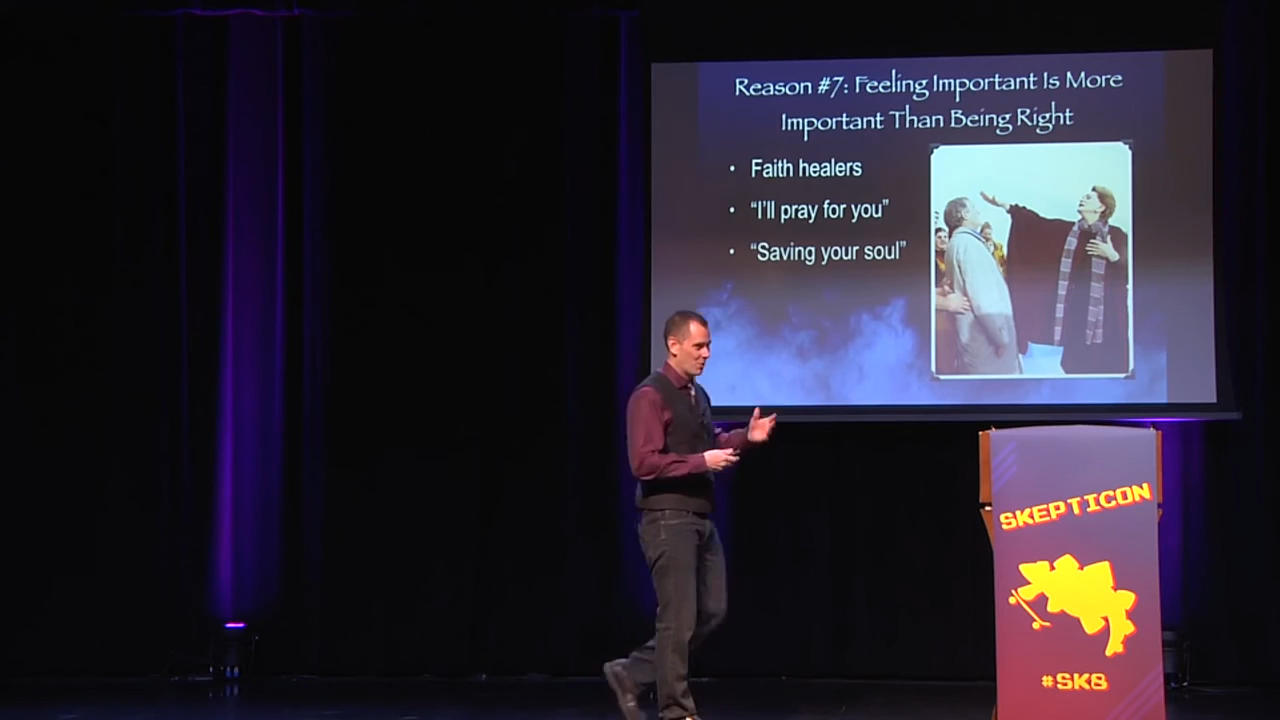 Reason #7: Feeling Important Is More
Important Than Being Right
• Faith healers
• “I'll pray for you”
• “Saving your soul”
SKEPTICON
#SK8